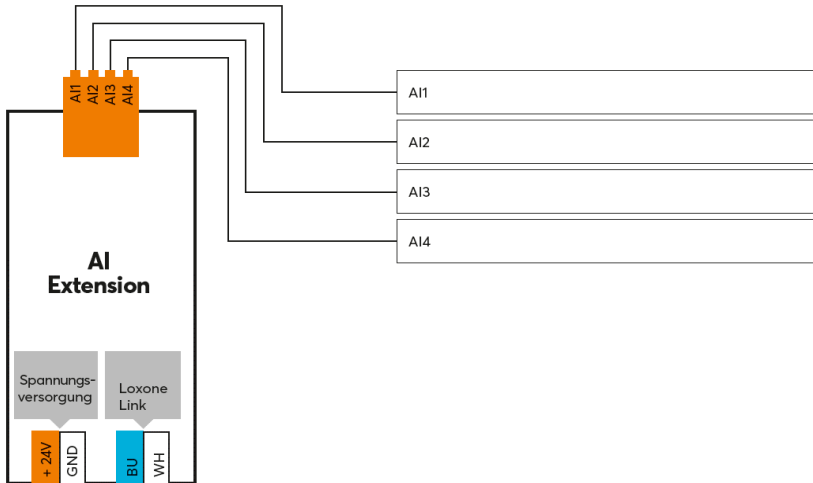 AI1
AI2
AI3
AI4
AI1
AI2
AI3
AI4
AI
Extension
Spannungs-
versorgung
Loxone
Link
+ 24V
GND
BU
WH